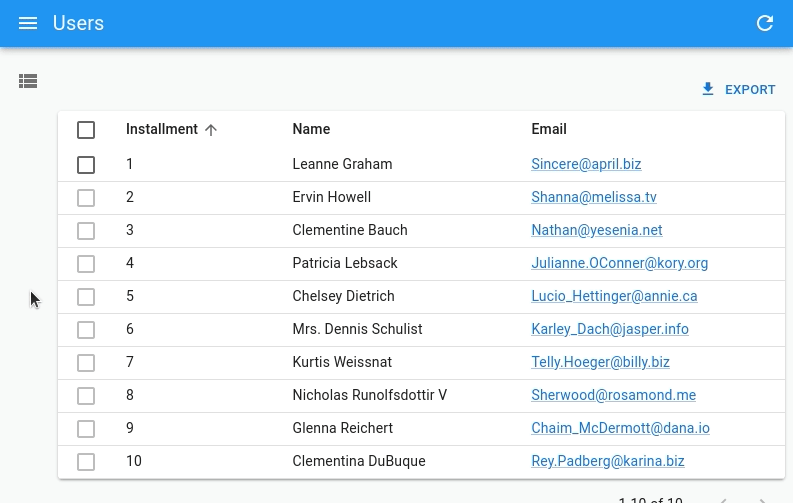 Users
EXPORT
Installment Name Email
1 Leanne Graham Sincere@april.biz
2 Ervin Howell Shanna@melissa.tv
3 Clementine Bauch Nathan@yesenia.net
4 Patricia Lebsack Julianne.OConner@kory.org
5 Chelsey Dietrich Lucio_Hettinger@annie.ca
6 Mrs. Dennis Schulist Karley_Dach@jasper.info
7 Kurtis Weissnat Telly.Hoeger@billy.biz
8 Nicholas Runolfsdottir V Sherwood@rosamond.me
9 Glenna Reichert Chaim_McDermott@dana.io
10 Clementina DuBuque Rey.Padberg@karina.biz
1-10 of 10